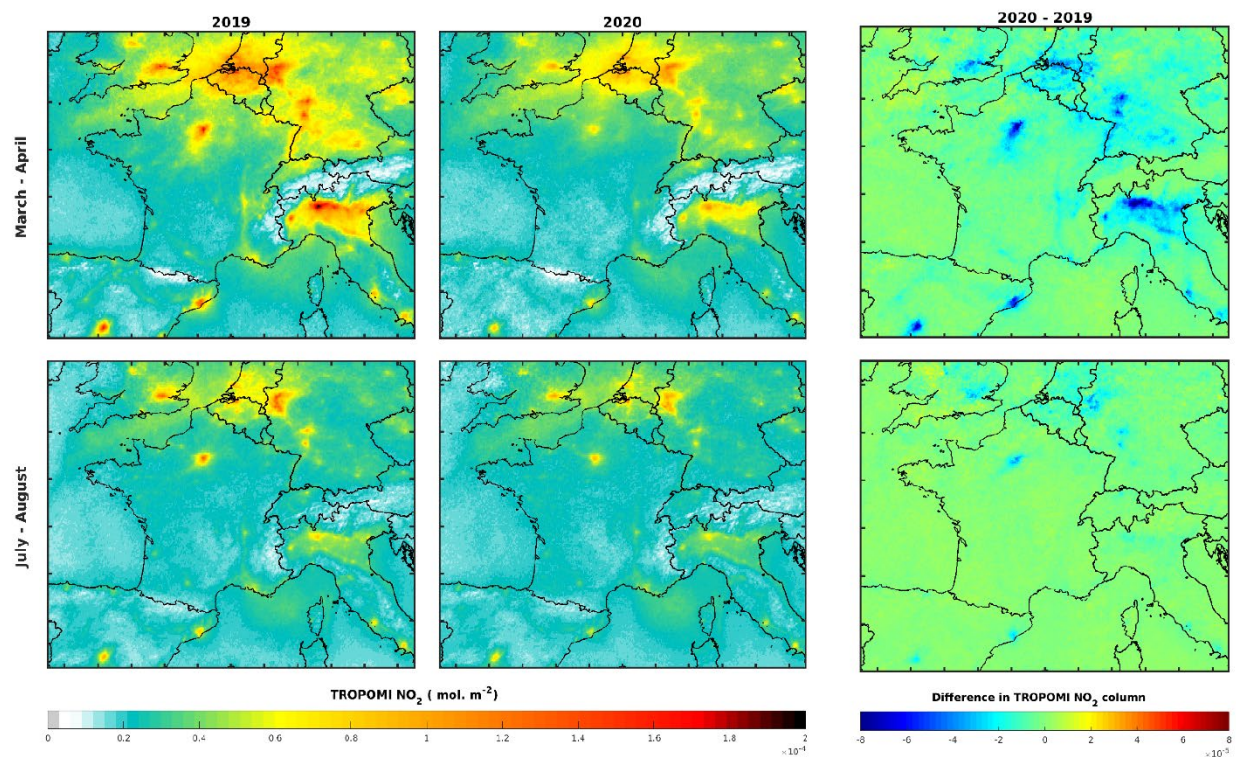 2019
2020
2020 - 2019
March - April
July - August
TROPOMI NO₂ ( mol. m⁻²)
0 0.2 0.4 0.6 0.8 1 1.2 1.4 1.6 1.8 2
×10⁻⁴
Difference in TROPOMI NO₂ column
-8 -6 -4 -2 0 2 4 6 8
×10⁻⁵